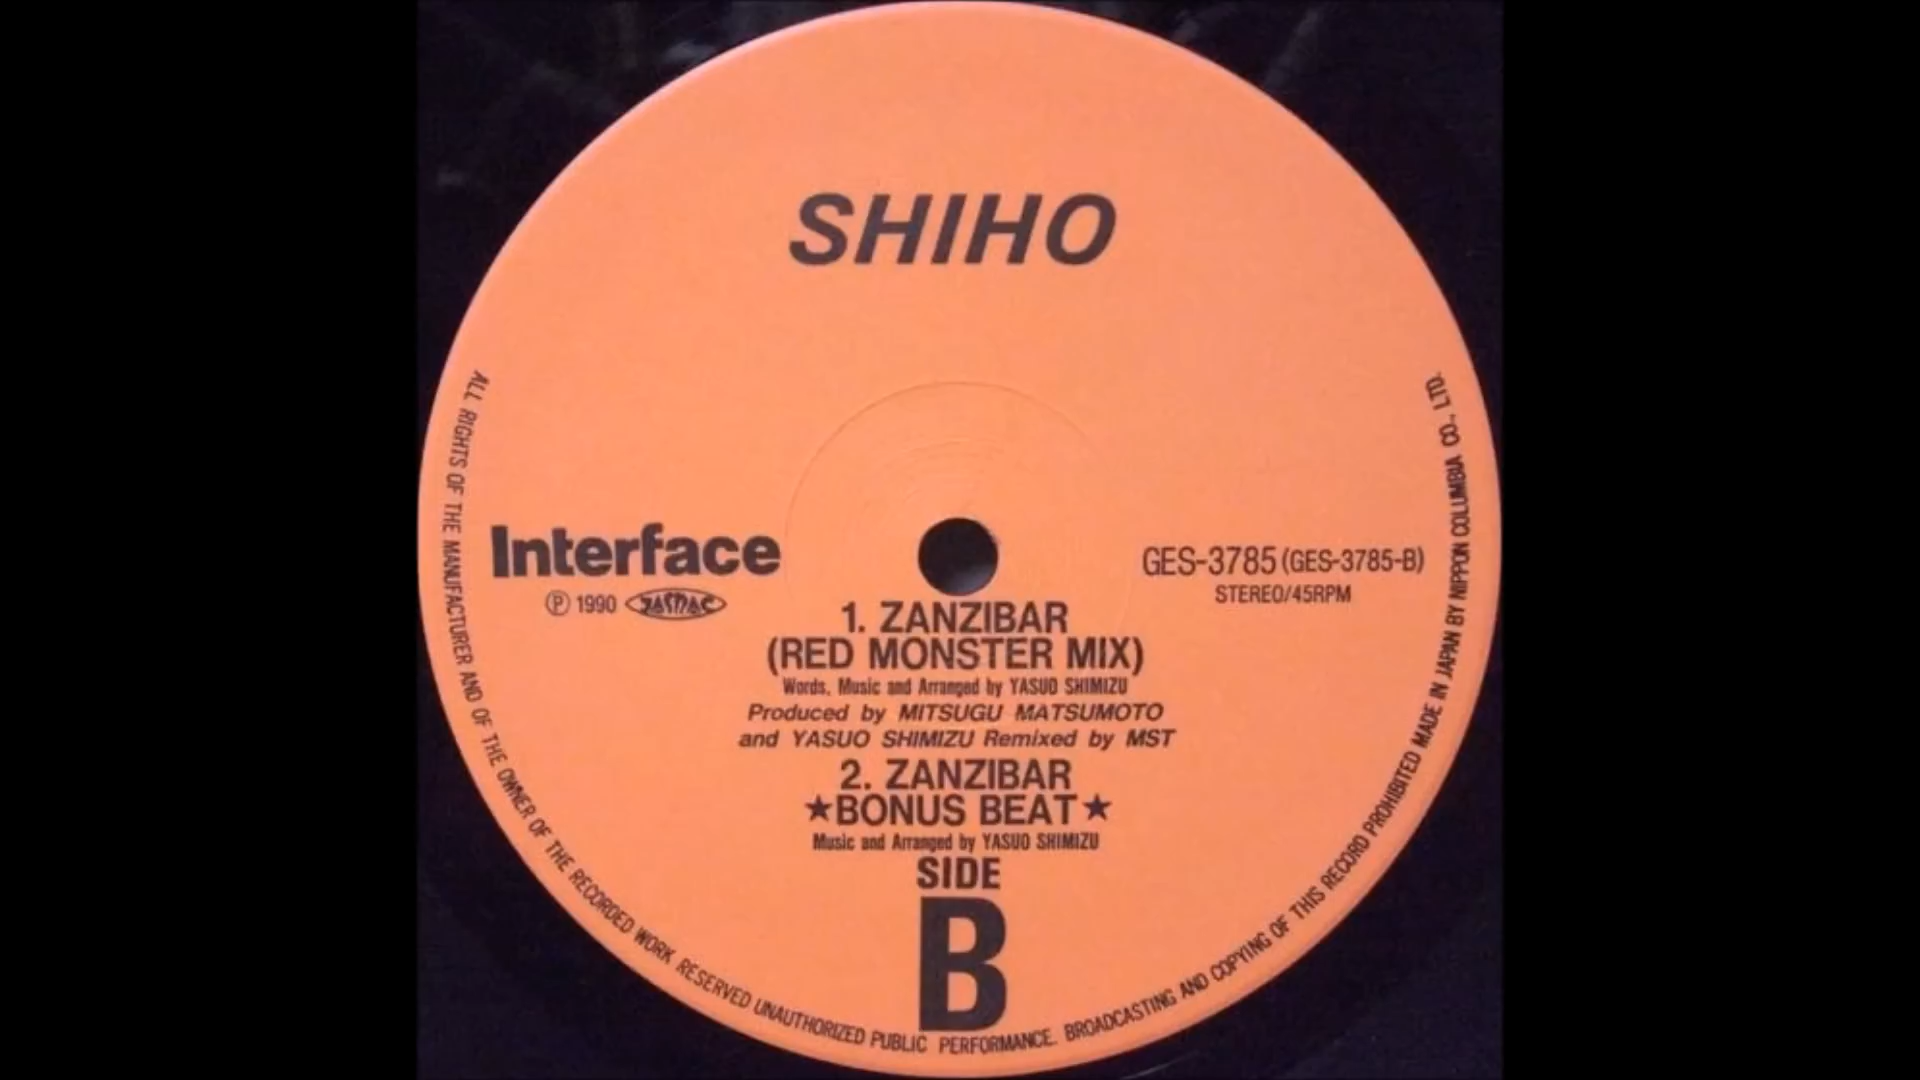 SHIHO
Interface
Ⓟ 1990 JASRAC
GES-3785 (GES-3785-B)
STEREO/45RPM
1. ZANZIBAR
(RED MONSTER MIX)
Words, Music and Arranged by YASUO SHIMIZU
Produced by MITSUGU MATSUMOTO
and YASUO SHIMIZU Remixed by MST
2. ZANZIBAR
★BONUS BEAT★
Music and Arranged by YASUO SHIMIZU
SIDE
B
ALL RIGHTS OF THE MANUFACTURER AND OF THE OWNER OF THE RECORDED WORK RESERVED UNAUTHORIZED PUBLIC PERFORMANCE. BROADCASTING AND COPYING OF THIS RECORD PROHIBITED MADE IN JAPAN BY NIPPON COLUMBIA CO., LTD.